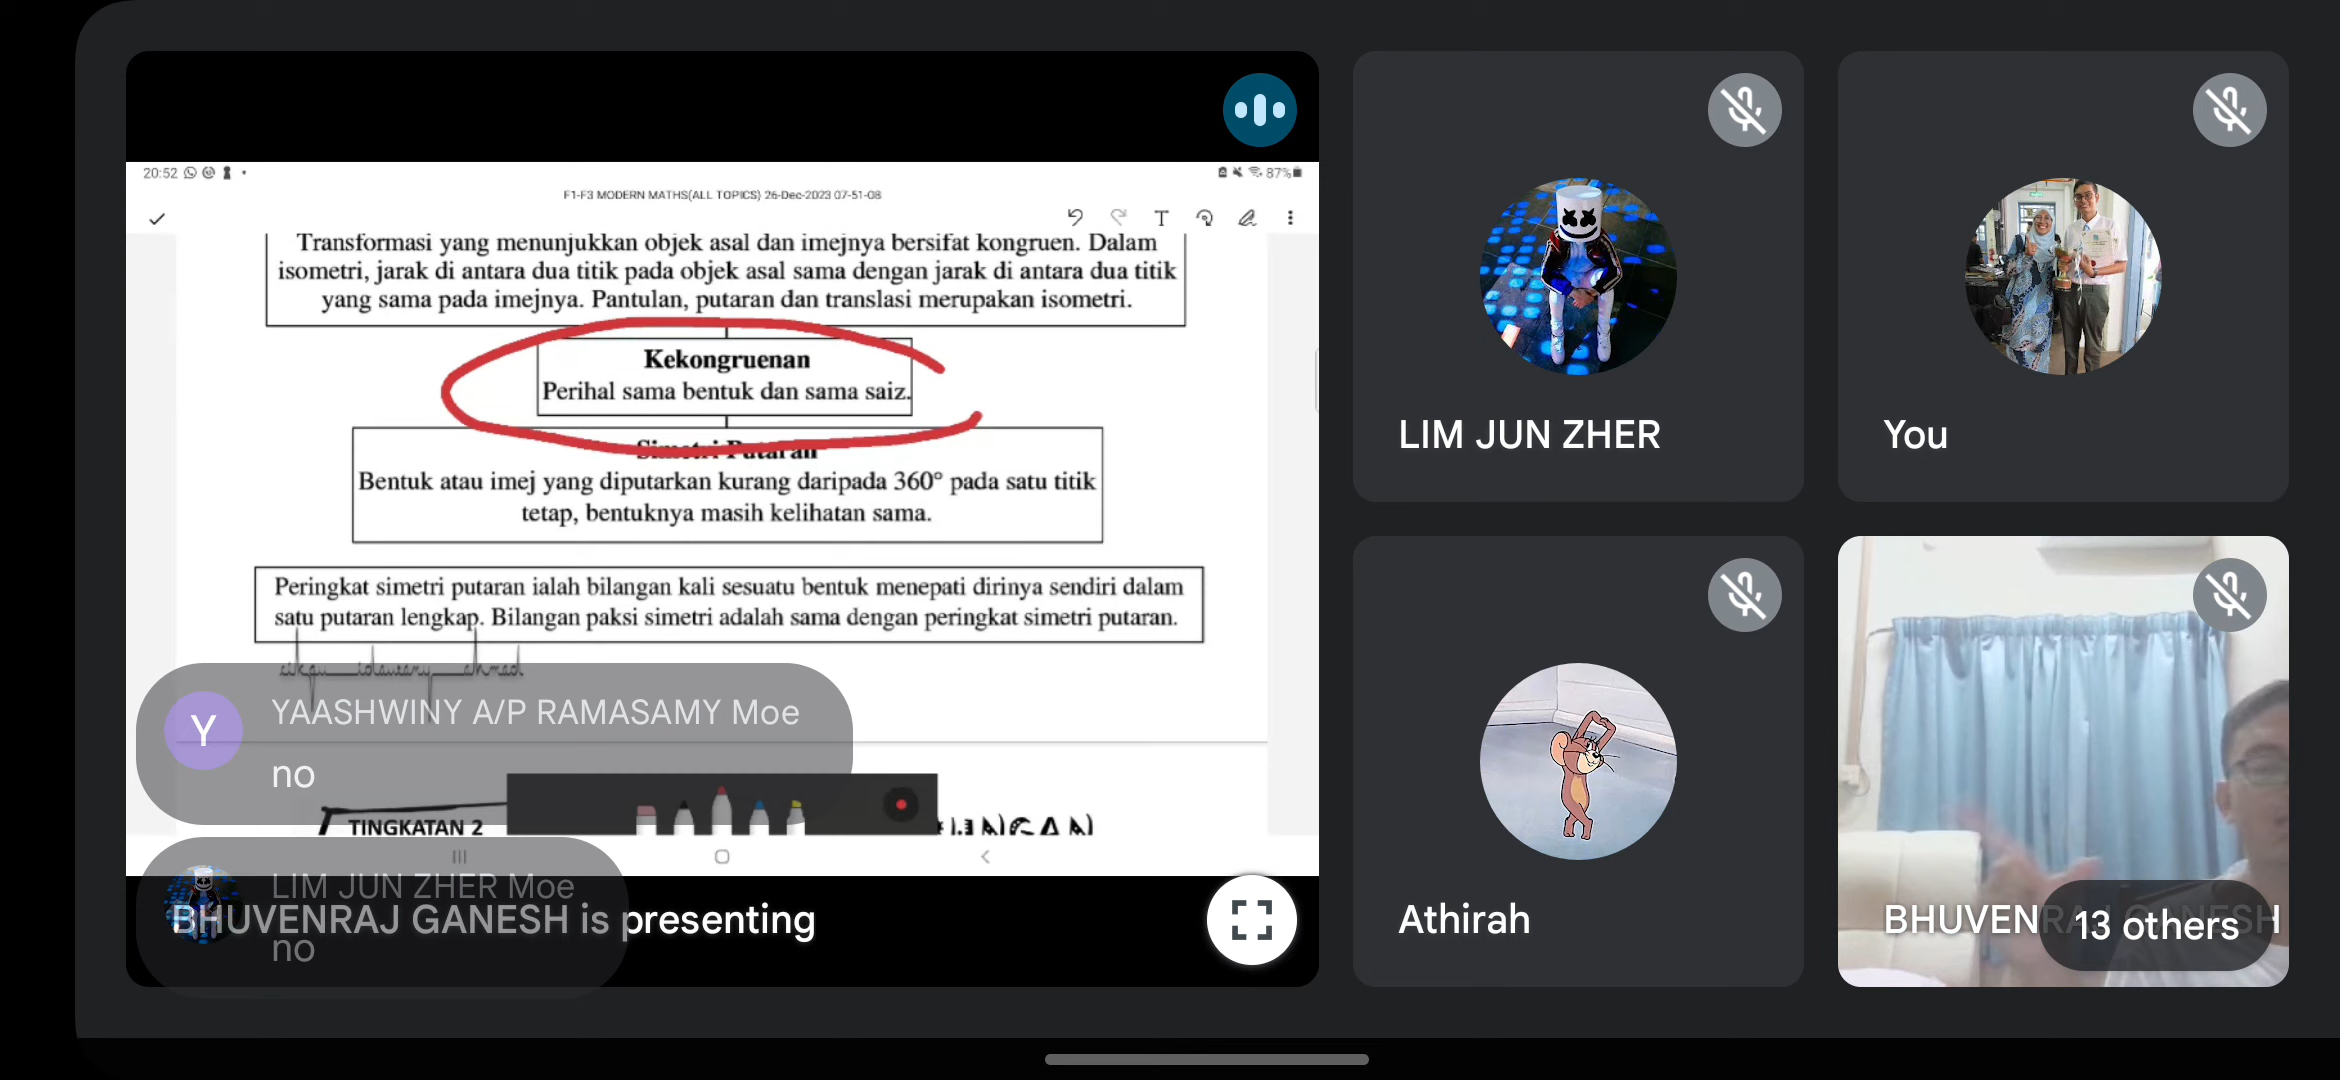 20:52
87%
F1-F3 MODERN MATHS(ALL TOPICS) 26-Dec-2023 07-51-08
T
Transformasi yang menunjukkan objek asal dan imejnya bersifat kongruen. Dalam
isometri, jarak di antara dua titik pada objek asal sama dengan jarak di antara dua titik
yang sama pada imejnya. Pantulan, putaran dan translasi merupakan isometri.
Kekongruenan
Perihal sama bentuk dan sama saiz.
Simetri Putaran
Bentuk atau imej yang diputarkan kurang daripada 360° pada satu titik
tetap, bentuknya masih kelihatan sama.
Peringkat simetri putaran ialah bilangan kali sesuatu bentuk menepati dirinya sendiri dalam
satu putaran lengkap. Bilangan paksi simetri adalah sama dengan peringkat simetri putaran.
Y
YAASHWINY A/P RAMASAMY Moe
no
TINGKATAN 2
LIM JUN ZHER Moe
no
BHUVENRAJ GANESH is presenting
LIM JUN ZHER
You
Athirah
BHUVENRAJ GANESH
13 others